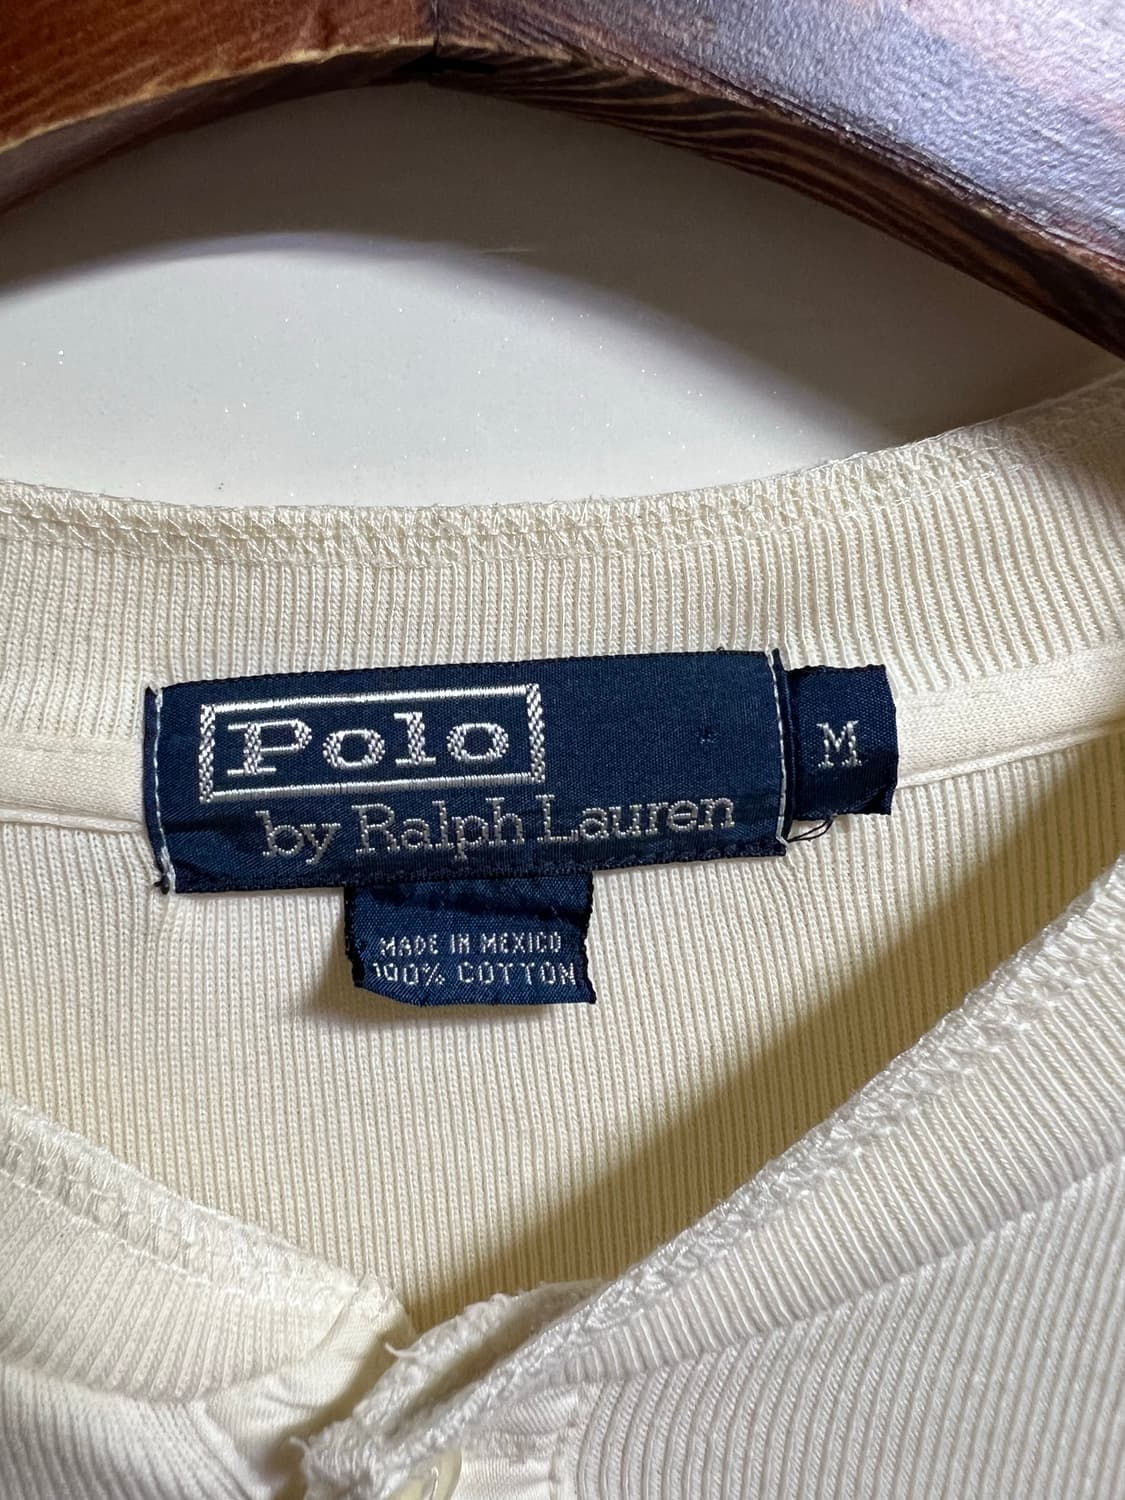 Polo
by Ralph Lauren
M
MADE IN MEXICO
100% COTTON